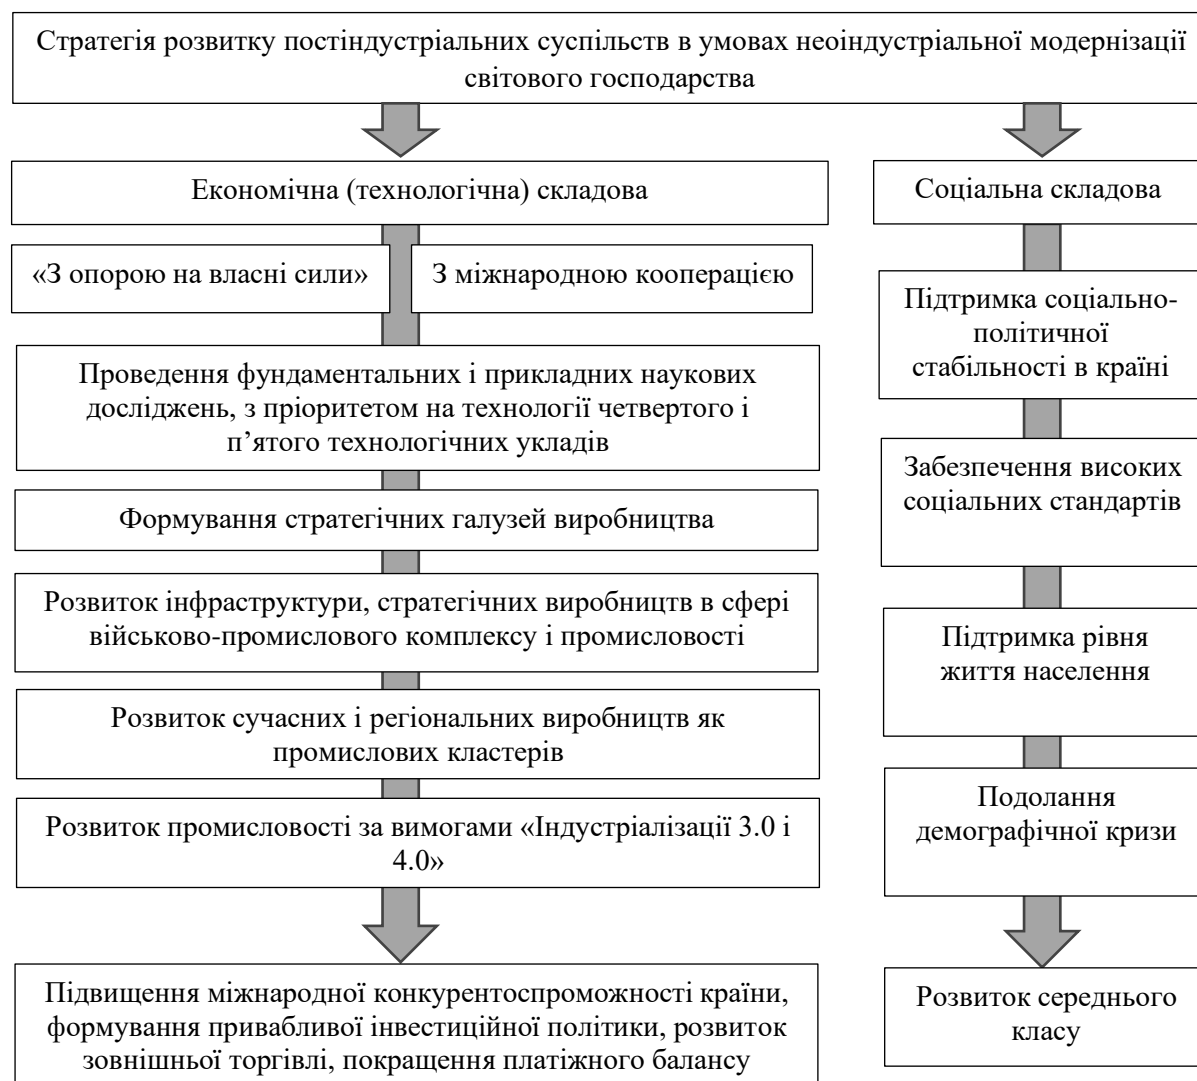 Стратегія розвитку постіндустріальних суспільств в умовах неоіндустріальної модернізації
світового господарства
Економічна (технологічна) складова
«З опорою на власні сили»
З міжнародною кооперацією
Проведення фундаментальних і прикладних наукових
досліджень, з пріоритетом на технології четвертого і
п’ятого технологічних укладів
Формування стратегічних галузей виробництва
Розвиток інфраструктури, стратегічних виробництв в сфері
військово-промислового комплексу і промисловості
Розвиток сучасних і регіональних виробництв як
промислових кластерів
Розвиток промисловості за вимогами «Індустріалізації 3.0 і
4.0»
Підвищення міжнародної конкурентоспроможності країни,
формування привабливої інвестиційної політики, розвиток
зовнішньої торгівлі, покращення платіжного балансу
Соціальна складова
Підтримка соціально-
політичної
стабільності в країні
Забезпечення високих
соціальних стандартів
Підтримка рівня
життя населення
Подолання
демографічної кризи
Розвиток середнього
класу